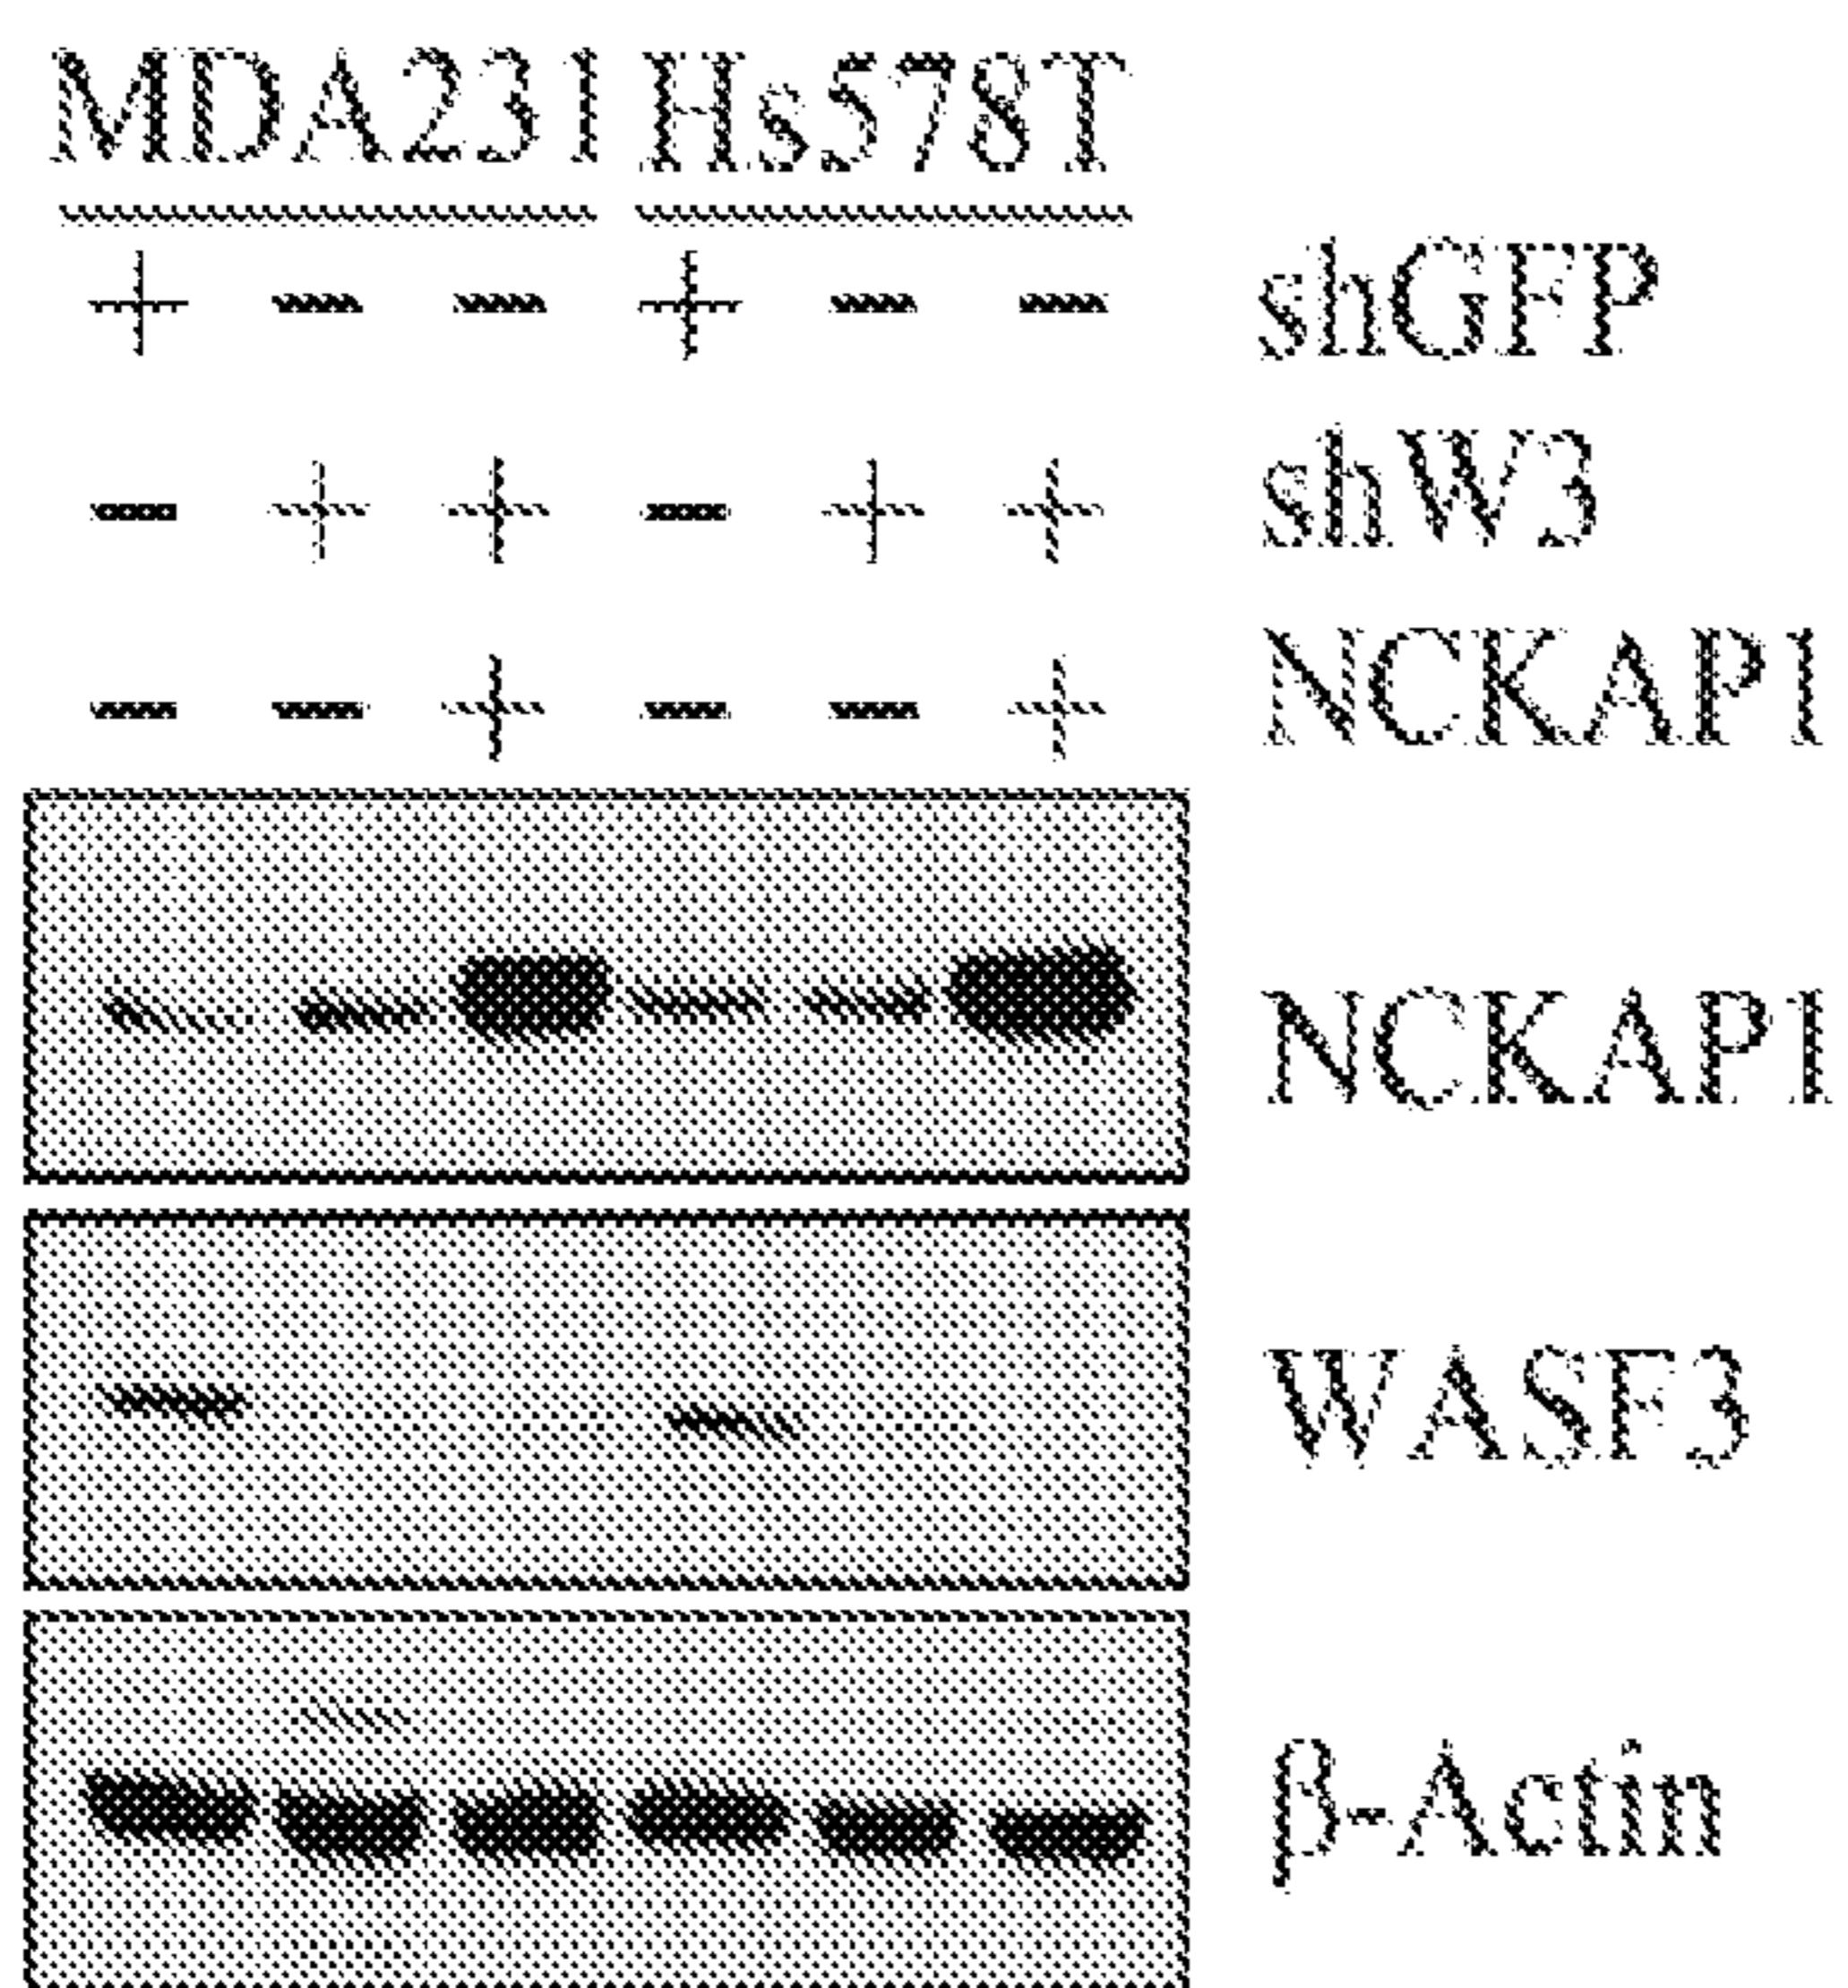 MDA231 Hs578T
+ - - + - - shGFP
- + + - + + shW3
- - + - - + NCKAP1
NCKAP1
WASF3
β-Actin